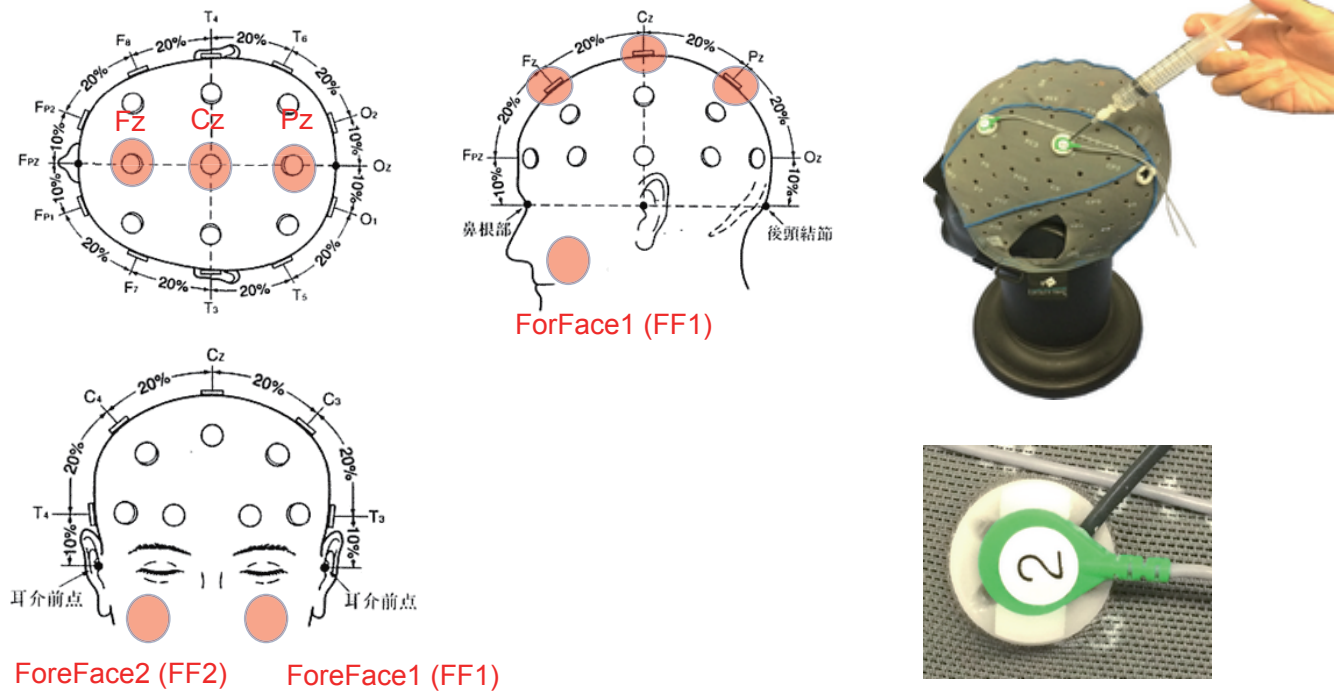 T4
F8
20%
20%
T6
20%
20%
FP2
O2
10%
10%
Fz
Cz
Pz
FPZ
Oz
10%
10%
FP1
O1
20%
20%
F7
20%
20%
T5
T3
Cz
20%
20%
Fz
Pz
20%
20%
FPZ
Oz
10%
10%
鼻根部
後頭結節
ForFace1 (FF1)
Cz
20%
20%
C4
C3
20%
20%
T4
T3
10%
10%
耳介前点
耳介前点
ForeFace2 (FF2)
ForeFace1 (FF1)
2